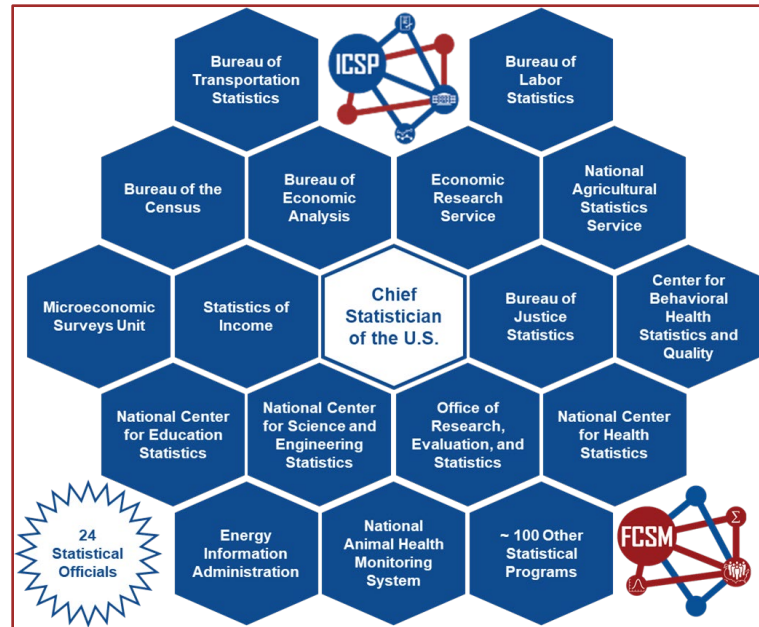 Bureau of
Transportation
Statistics
ICSP
Bureau of
Labor
Statistics
Bureau of the
Census
Bureau of
Economic
Analysis
Economic
Research
Service
National
Agricultural
Statistics
Service
Microeconomic
Surveys Unit
Statistics of
Income
Chief
Statistician
of the U.S.
Bureau of
Justice
Statistics
Center for
Behavioral
Health
Statistics and
Quality
National Center
for Education
Statistics
National Center
for Science and
Engineering
Statistics
Office of
Research,
Evaluation, and
Statistics
National Center
for Health
Statistics
24
Statistical
Officials
Energy
Information
Administration
National
Animal Health
Monitoring
System
~ 100 Other
Statistical
Programs
FCSM
Σ